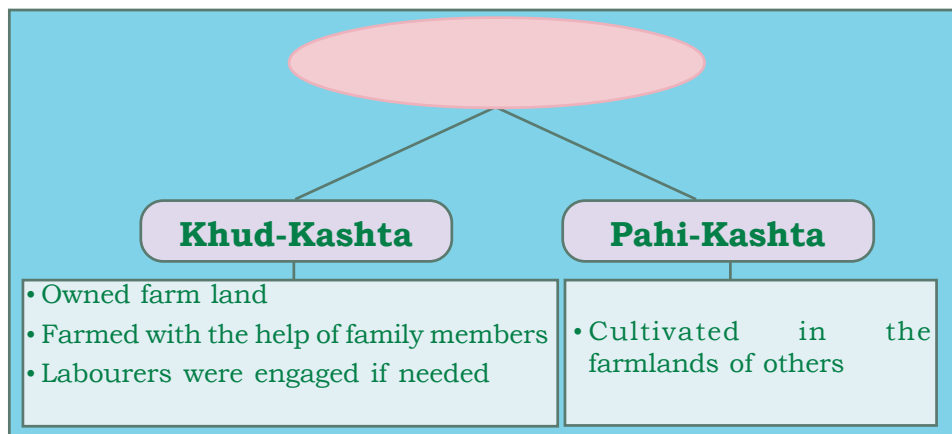 Khud-Kashta
• Owned farm land
• Farmed with the help of family members
• Labourers were engaged if needed
Pahi-Kashta
• Cultivated in the
farmlands of others